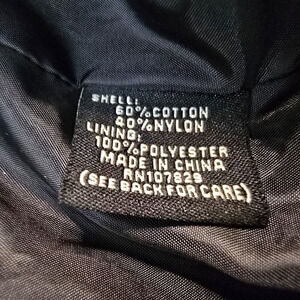 SHELL:
60%COTTON
40%NYLON
LINING:
100%POLYESTER
MADE IN CHINA
RN107829
(SEE BACK FOR CARE)